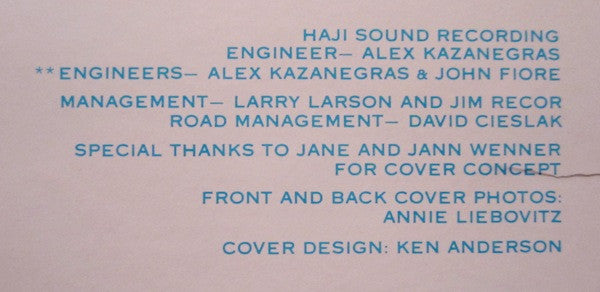 HAJI SOUND RECORDING
ENGINEER— ALEX KAZANEGRAS
**ENGINEERS— ALEX KAZANEGRAS & JOHN FIORE
MANAGEMENT— LARRY LARSON AND JIM RECOR
ROAD MANAGEMENT— DAVID CIESLAK
SPECIAL THANKS TO JANE AND JANN WENNER
FOR COVER CONCEPT
FRONT AND BACK COVER PHOTOS:
ANNIE LIEBOVITZ
COVER DESIGN: KEN ANDERSON